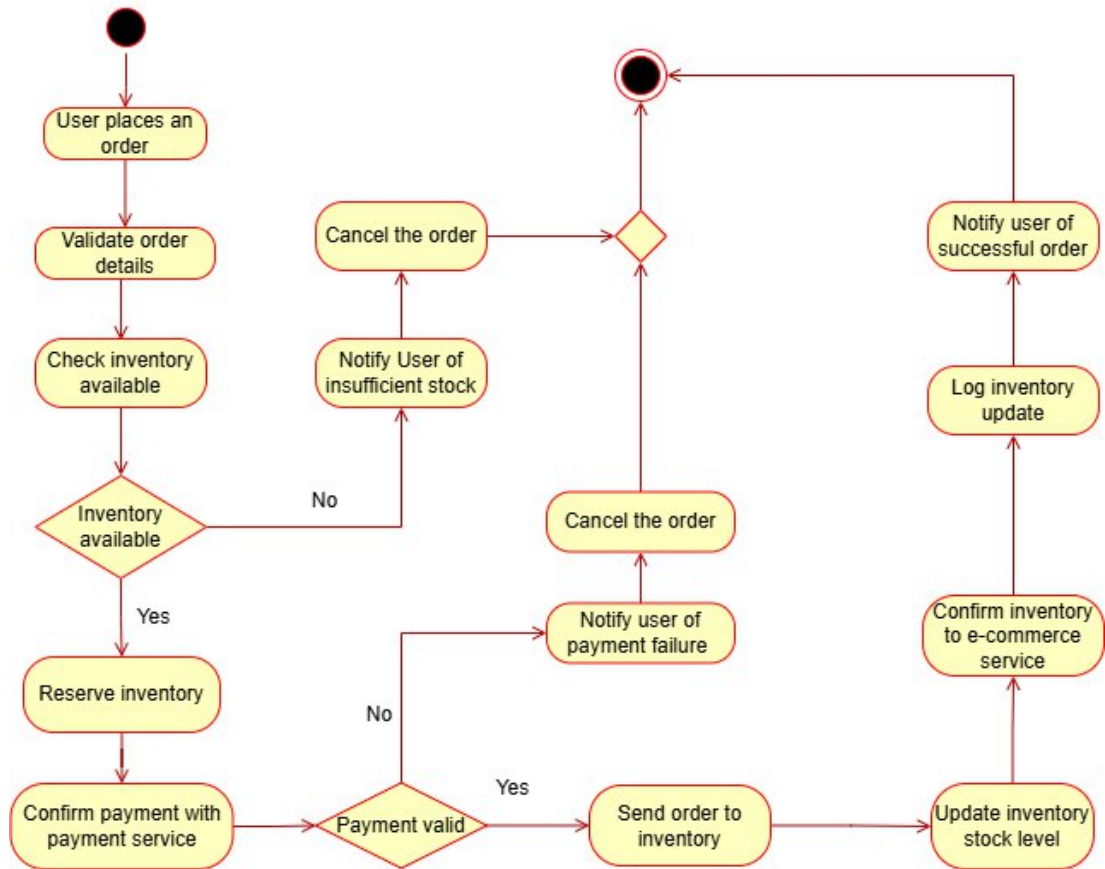 User places an
order
Validate order
details
Check inventory
available
Inventory
available
No
Yes
Reserve inventory
Confirm payment with
payment service
Cancel the order
Notify User of
insufficient stock
Payment valid
No
Yes
Notify user of
payment failure
Cancel the order
Send order to
inventory
Update inventory
stock level
Confirm inventory
to e-commerce
service
Log inventory
update
Notify user of
successful order